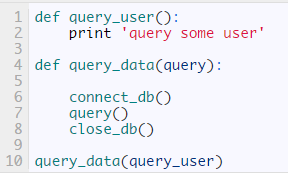 1 def query_user():
2     print 'query some user'
3
4 def query_data(query):
5
6     connect_db()
7     query()
8     close_db()
9
10 query_data(query_user)